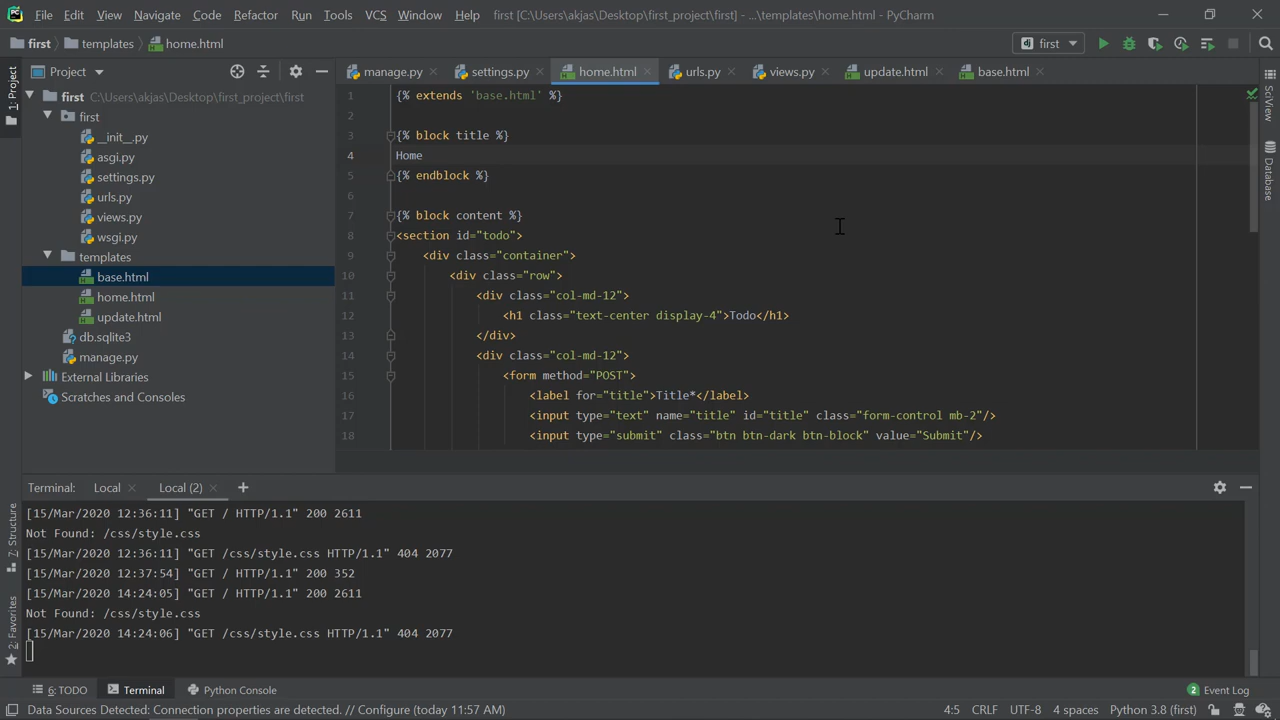 PC File Edit View Navigate Code Refactor Run Tools VCS Window Help first [C:\Users\akjas\Desktop\first_project\first] - ...\templates\home.html - PyCharm
first templates home.html dj first
1: Project
Project
manage.py settings.py home.html urls.py views.py update.html base.html
SciView
Database
first C:\Users\akjas\Desktop\first_project\first
first
__init__.py
asgi.py
settings.py
urls.py
views.py
wsgi.py
templates
base.html
home.html
update.html
db.sqlite3
manage.py
External Libraries
Scratches and Consoles
1 {% extends 'base.html' %}
2
3 {% block title %}
4 Home
5 {% endblock %}
6
7 {% block content %}
8 <section id="todo">
9 <div class="container">
10 <div class="row">
11 <div class="col-md-12">
12 <h1 class="text-center display-4">Todo</h1>
13 </div>
14 <div class="col-md-12">
15 <form method="POST">
16 <label for="title">Title*</label>
17 <input type="text" name="title" id="title" class="form-control mb-2"/>
18 <input type="submit" class="btn btn-dark btn-block" value="Submit"/>
Terminal: Local Local (2) +
[15/Mar/2020 12:36:11] "GET / HTTP/1.1" 200 2611
Not Found: /css/style.css
[15/Mar/2020 12:36:11] "GET /css/style.css HTTP/1.1" 404 2077
[15/Mar/2020 12:37:54] "GET / HTTP/1.1" 200 352
[15/Mar/2020 14:24:05] "GET / HTTP/1.1" 200 2611
Not Found: /css/style.css
[15/Mar/2020 14:24:06] "GET /css/style.css HTTP/1.1" 404 2077
7: Structure
2: Favorites
6: TODO Terminal Python Console 2 Event Log
Data Sources Detected: Connection properties are detected. // Configure (today 11:57 AM) 4:5 CRLF UTF-8 4 spaces Python 3.8 (first)